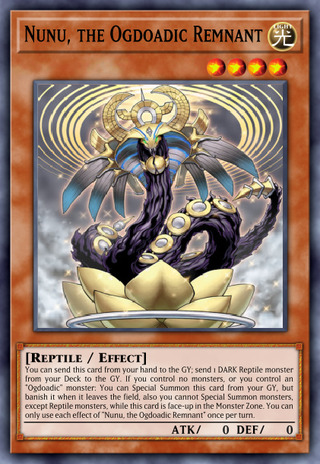 Nunu, the Ogdoadic Remnant
LIGHT
光
[Reptile / Effect]
You can send this card from your hand to the GY; send 1 DARK Reptile monster
from your Deck to the GY. If you control no monsters, or you control an
"Ogdoadic" monster: You can Special Summon this card from your GY, but
banish it when it leaves the field, also you cannot Special Summon monsters,
except Reptile monsters, while this card is face-up in the Monster Zone. You can
only use each effect of "Nunu, the Ogdoadic Remnant" once per turn.
ATK/ 0 DEF/ 0